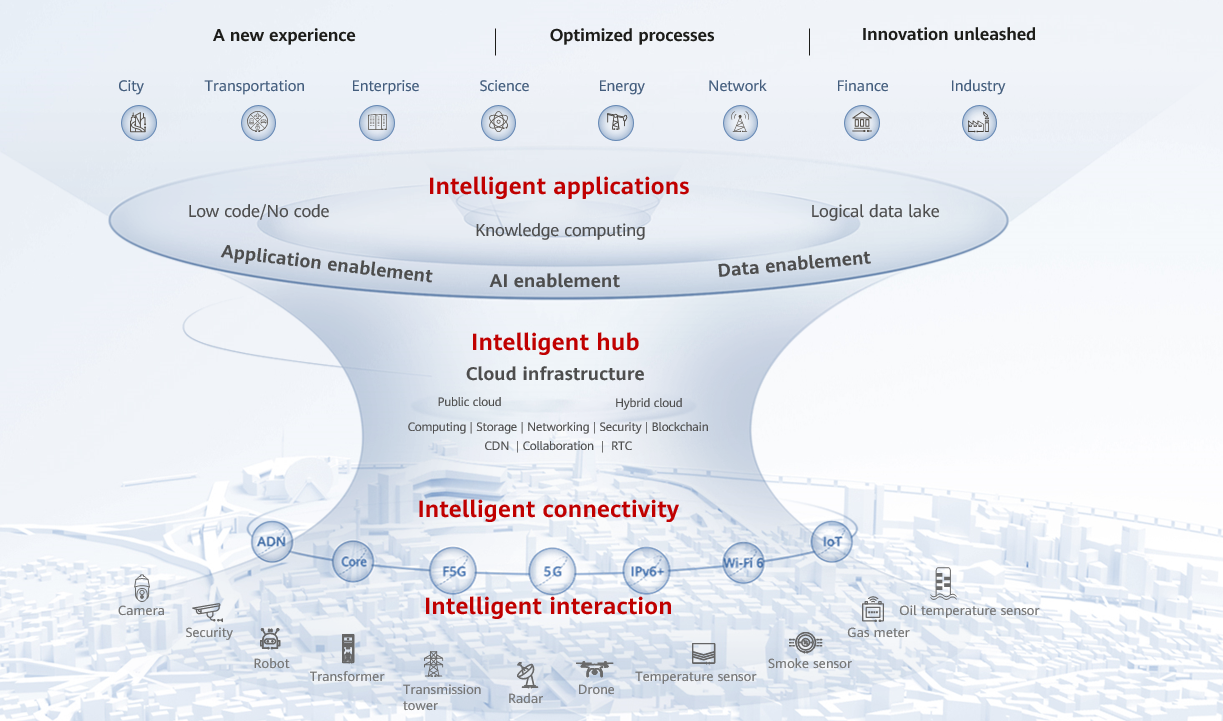 A new experience
Optimized processes
Innovation unleashed
City
Transportation
Enterprise
Science
Energy
Network
Finance
Industry
Intelligent applications
Low code/No code
Knowledge computing
Logical data lake
Application enablement
AI enablement
Data enablement
Intelligent hub
Cloud infrastructure
Public cloud
Hybrid cloud
Computing | Storage | Networking | Security | Blockchain
CDN | Collaboration | RTC
Intelligent connectivity
ADN
Core
F5G
5G
IPv6+
Wi-Fi 6
IoT
Intelligent interaction
Camera
Security
Robot
Transformer
Transmission
tower
Radar
Drone
Temperature sensor
Smoke sensor
Gas meter
Oil temperature sensor